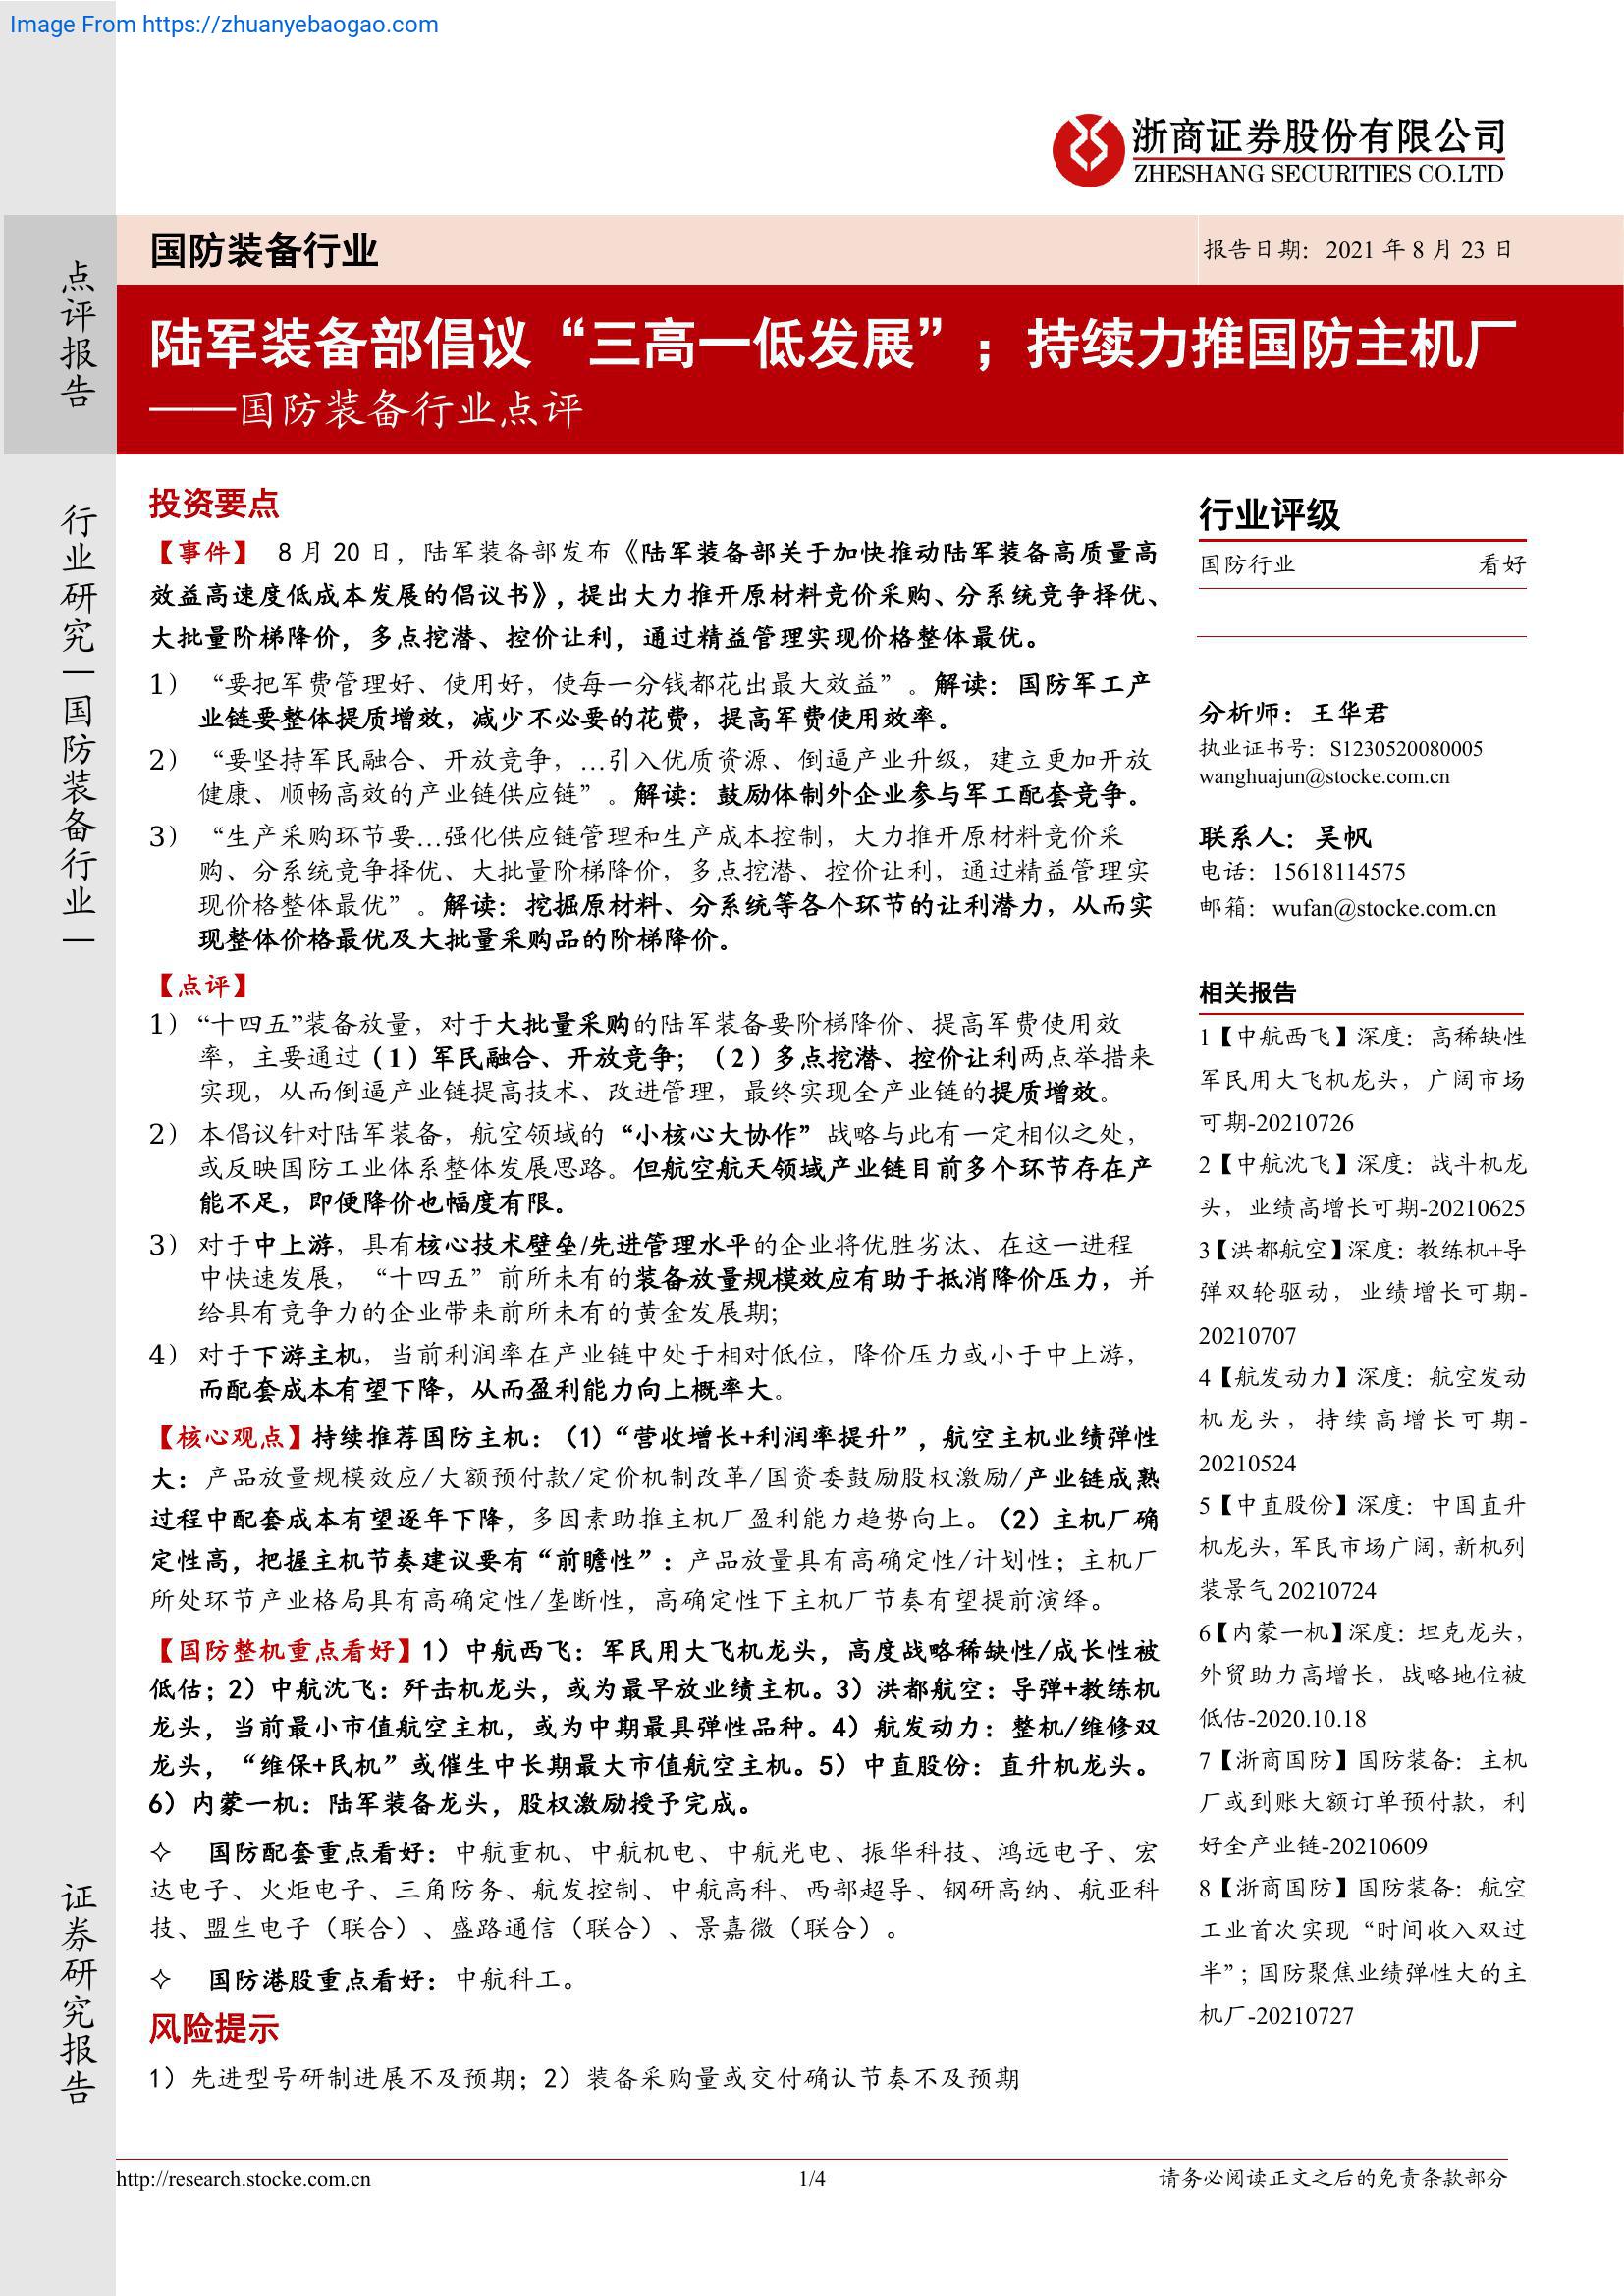 Image From https://zhuanyebaogao.com
浙商证券股份有限公司
ZHESHANG SECURITIES CO.LTD
点评报告
国防装备行业
报告日期：2021 年 8 月 23 日
陆军装备部倡议“三高一低发展”；持续力推国防主机厂
——国防装备行业点评
行业研究—国防装备行业—
证券研究报告
投资要点
【事件】 8 月 20 日，陆军装备部发布《陆军装备部关于加快推动陆军装备高质量高
效益高速度低成本发展的倡议书》，提出大力推开原材料竞价采购、分系统竞争择优、
大批量阶梯降价，多点挖潜、控价让利，通过精益管理实现价格整体最优。
1） “要把军费管理好、使用好，使每一分钱都花出最大效益”。解读：国防军工产
业链要整体提质增效，减少不必要的花费，提高军费使用效率。
2） “要坚持军民融合、开放竞争，…引入优质资源、倒逼产业升级，建立更加开放
健康、顺畅高效的产业链供应链”。解读：鼓励体制外企业参与军工配套竞争。
3） “生产采购环节要…强化供应链管理和生产成本控制，大力推开原材料竞价采
购、分系统竞争择优、大批量阶梯降价，多点挖潜、控价让利，通过精益管理实
现价格整体最优”。解读：挖掘原材料、分系统等各个环节的让利潜力，从而实
现整体价格最优及大批量采购品的阶梯降价。
【点评】
1） “十四五”装备放量，对于大批量采购的陆军装备要阶梯降价、提高军费使用效
率，主要通过（1）军民融合、开放竞争；（2）多点挖潜、控价让利两点举措来
实现，从而倒逼产业链提高技术、改进管理，最终实现全产业链的提质增效。
2） 本倡议针对陆军装备，航空领域的“小核心大协作”战略与此有一定相似之处，
或反映国防工业体系整体发展思路。但航空航天领域产业链目前多个环节存在产
能不足，即便降价也幅度有限。
3） 对于中上游，具有核心技术壁垒/先进管理水平的企业将优胜劣汰、在这一进程
中快速发展，“十四五”前所未有的装备放量规模效应有助于抵消降价压力，并
给具有竞争力的企业带来前所未有的黄金发展期；
4） 对于下游主机，当前利润率在产业链中处于相对低位，降价压力或小于中上游，
而配套成本有望下降，从而盈利能力向上概率大。
【核心观点】持续推荐国防主机：（1）“营收增长+利润率提升”，航空主机业绩弹性
大：产品放量规模效应/大额预付款/定价机制改革/国资委鼓励股权激励/产业链成熟
过程中配套成本有望逐年下降，多因素助推主机厂盈利能力趋势向上。（2）主机厂确
定性高，把握主机节奏建议要有“前瞻性”：产品放量具有高确定性/计划性；主机厂
所处环节产业格局具有高确定性/垄断性，高确定性下主机厂节奏有望提前演绎。
【国防整机重点看好】1）中航西飞：军民用大飞机龙头，高度战略稀缺性/成长性被
低估；2）中航沈飞：歼击机龙头，或为最早放业绩主机。3）洪都航空：导弹+教练机
龙头，当前最小市值航空主机，或为中期最具弹性品种。4）航发动力：整机/维修双
龙头，“维保+民机”或催生中长期最大市值航空主机。5）中直股份：直升机龙头。
6）内蒙一机：陆军装备龙头，股权激励授予完成。
✧ 国防配套重点看好：中航重机、中航机电、中航光电、振华科技、鸿远电子、宏
达电子、火炬电子、三角防务、航发控制、中航高科、西部超导、钢研高纳、航亚科
技、盟生电子（联合）、盛路通信（联合）、景嘉微（联合）。
✧ 国防港股重点看好：中航科工。
风险提示
1）先进型号研制进展不及预期；2）装备采购量或交付确认节奏不及预期
行业评级
国防行业 看好
分析师：王华君
执业证书号：S1230520080005
wanghuajun@stocke.com.cn
联系人：吴帆
电话：15618114575
邮箱：wufan@stocke.com.cn
相关报告
1【中航西飞】深度：高稀缺性
军民用大飞机龙头，广阔市场
可期-20210726
2【中航沈飞】深度：战斗机龙
头，业绩高增长可期-20210625
3【洪都航空】深度：教练机+导
弹双轮驱动，业绩增长可期-
20210707
4【航发动力】深度：航空发动
机龙头，持续高增长可期-
20210524
5【中直股份】深度：中国直升
机龙头，军民市场广阔，新机列
装景气 20210724
6【内蒙一机】深度：坦克龙头，
外贸助力高增长，战略地位被
低估-2020.10.18
7【浙商国防】国防装备：主机
厂或到账大额订单预付款，利
好全产业链-20210609
8【浙商国防】国防装备：航空
工业首次实现“时间收入双过
半”；国防聚焦业绩弹性大的主
机厂-20210727
http://research.stocke.com.cn
1/4
请务必阅读正文之后的免责条款部分